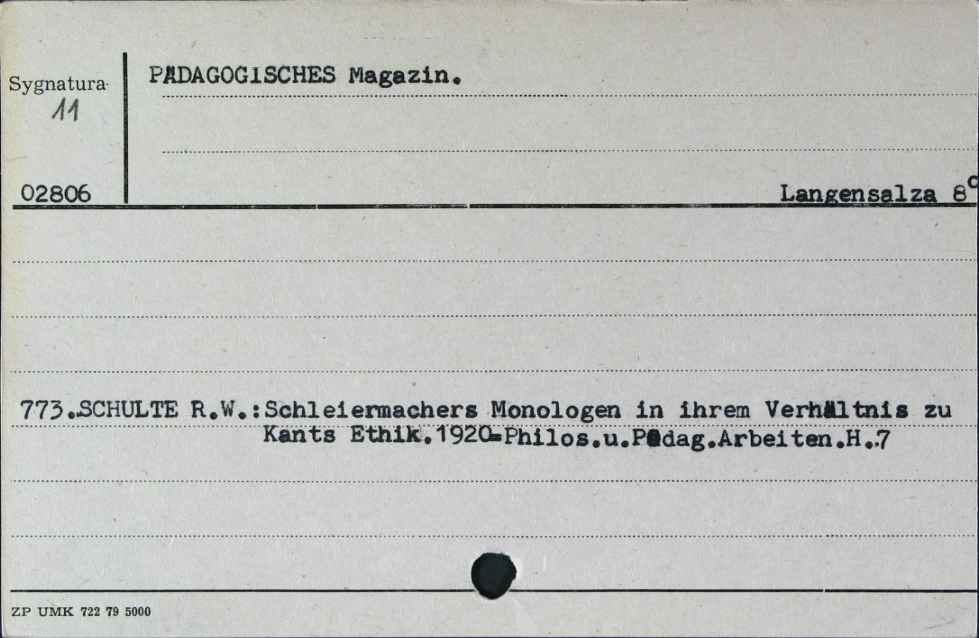 Sygnatura
PÄDAGOGISCHES Magazin.
11
02806
Langensalza 8°
773.SCHULTE R.W.:Schleiermachers Monologen in ihrem Verhältnis zu
Kants Ethik.1920=Philos.u.Pädag.Arbeiten.H.7
ZP UMK 722 79 5000